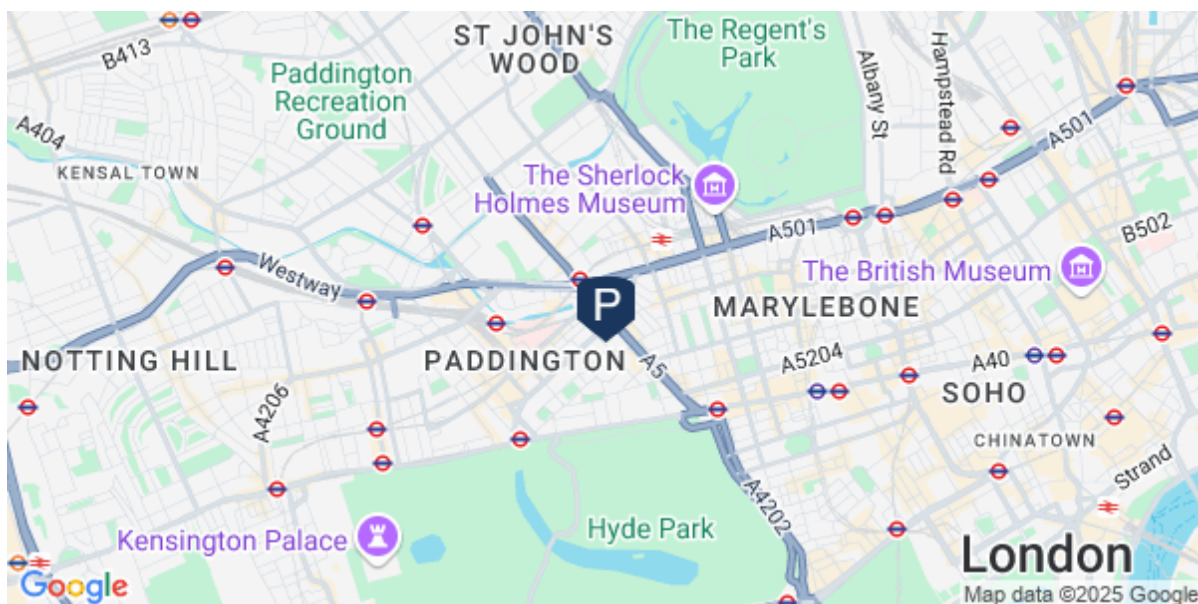 ST JOHN'S
WOOD
The Regent's
Park
B413
Paddington
Recreation
Ground
Albany St
Hampstead Rd
A501
A404
KENSAL TOWN
The Sherlock
Holmes Museum
A501
B502
Westway
The British Museum
P
MARYLEBONE
NOTTING HILL
PADDINGTON
A5
A5204
A40
SOHO
A4206
CHINATOWN
Strand
A4202
Kensington Palace
Hyde Park
London
Google
Map data ©2025 Google